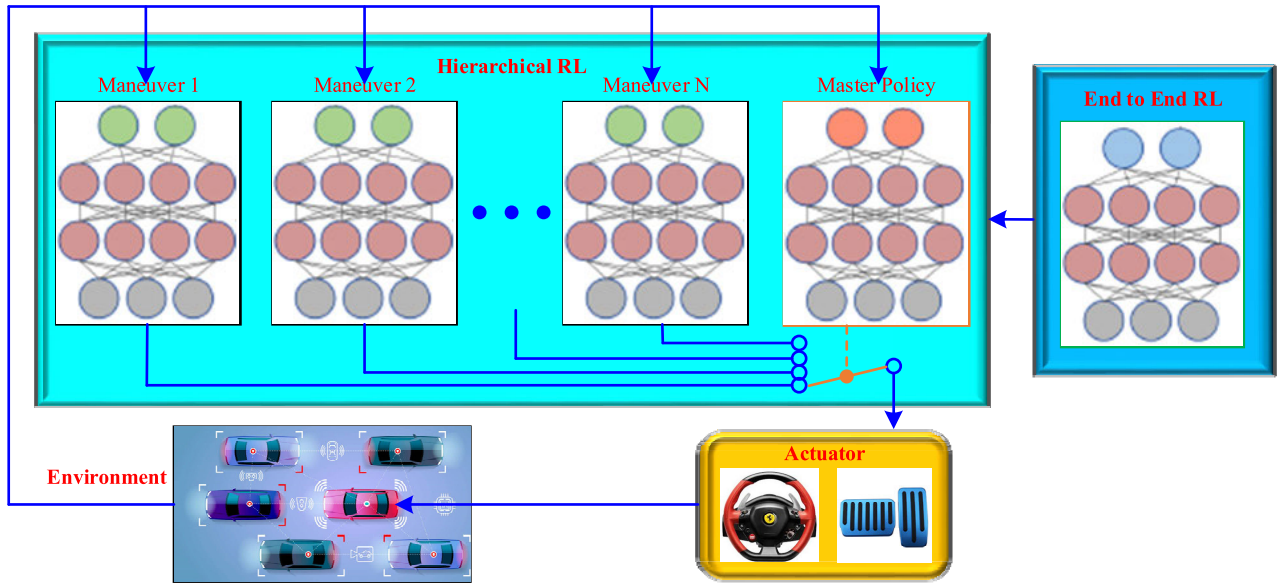 Hierarchical RL
Maneuver 1
Maneuver 2
Maneuver N
Master Policy
End to End RL
Environment
Actuator